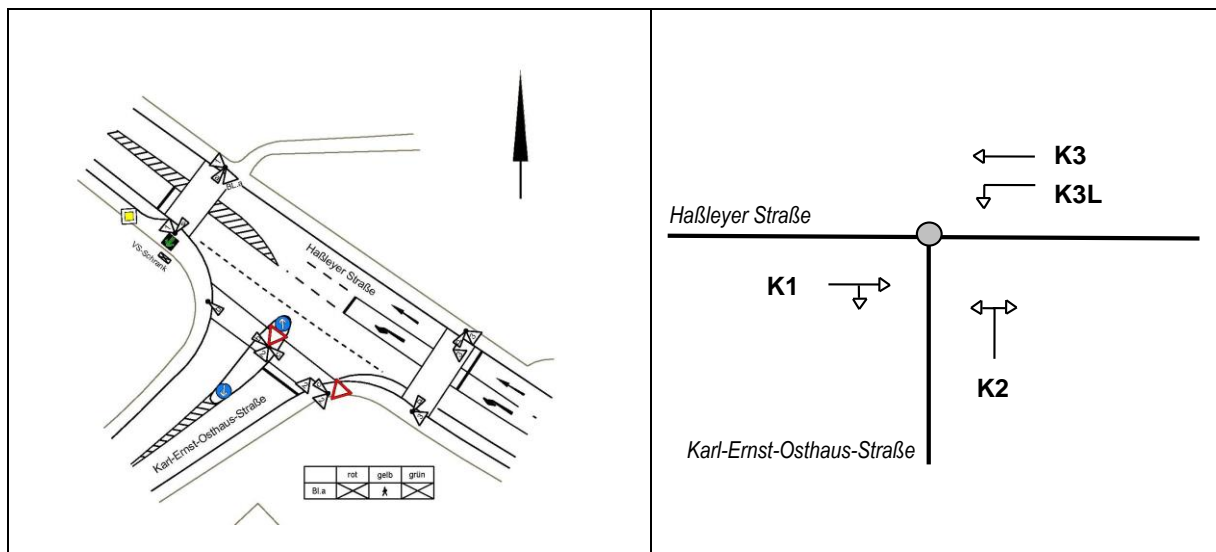 Bl.a
Haßleyer Straße
VS-Schrank
Karl-Ernst-Osthaus-Straße
rot gelb grün
Bl.a
K3
K3L
Haßleyer Straße
K1
K2
Karl-Ernst-Osthaus-Straße